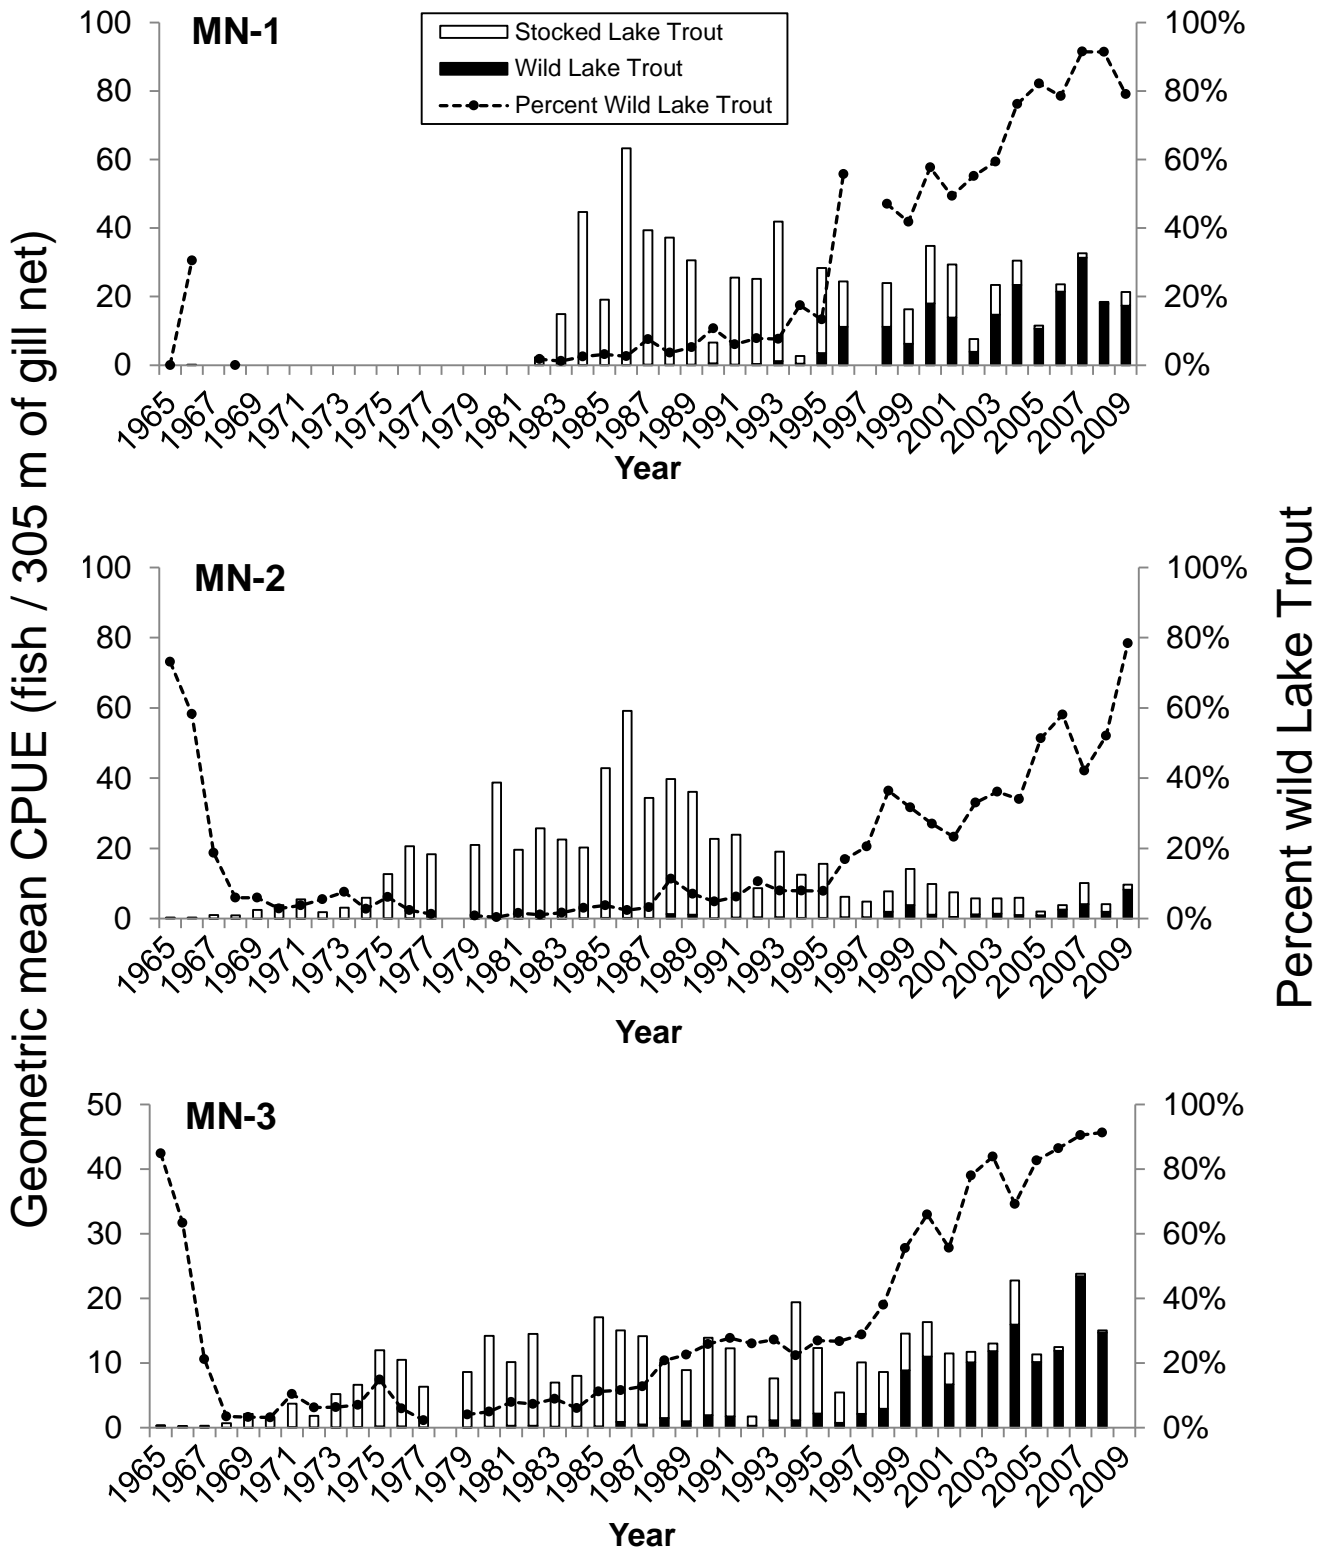 Geometric mean CPUE (fish / 305 m of gill net)
Percent wild Lake Trout
MN-1
Stocked Lake Trout
Wild Lake Trout
Percent Wild Lake Trout
100
80
60
40
20
0
100%
80%
60%
40%
20%
0%
1965 1967 1969 1971 1973 1975 1977 1979 1981 1983 1985 1987 1989 1991 1993 1995 1997 1999 2001 2003 2005 2007 2009
Year
MN-2
100
80
60
40
20
0
100%
80%
60%
40%
20%
0%
1965 1967 1969 1971 1973 1975 1977 1979 1981 1983 1985 1987 1989 1991 1993 1995 1997 1999 2001 2003 2005 2007 2009
Year
MN-3
50
40
30
20
10
0
100%
80%
60%
40%
20%
0%
1965 1967 1969 1971 1973 1975 1977 1979 1981 1983 1985 1987 1989 1991 1993 1995 1997 1999 2001 2003 2005 2007 2009
Year